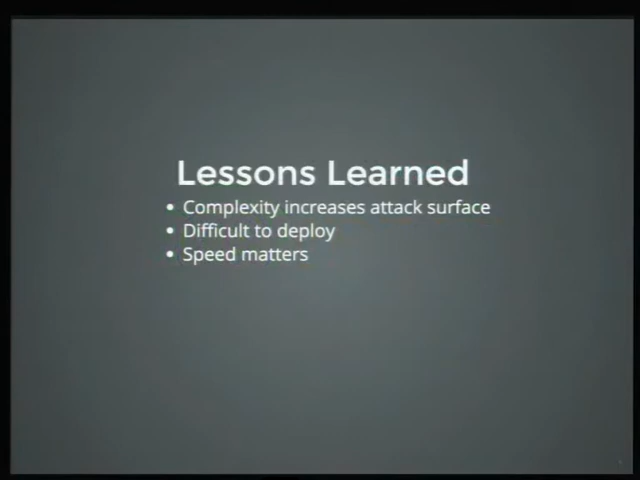 Lessons Learned
• Complexity increases attack surface
• Difficult to deploy
• Speed matters